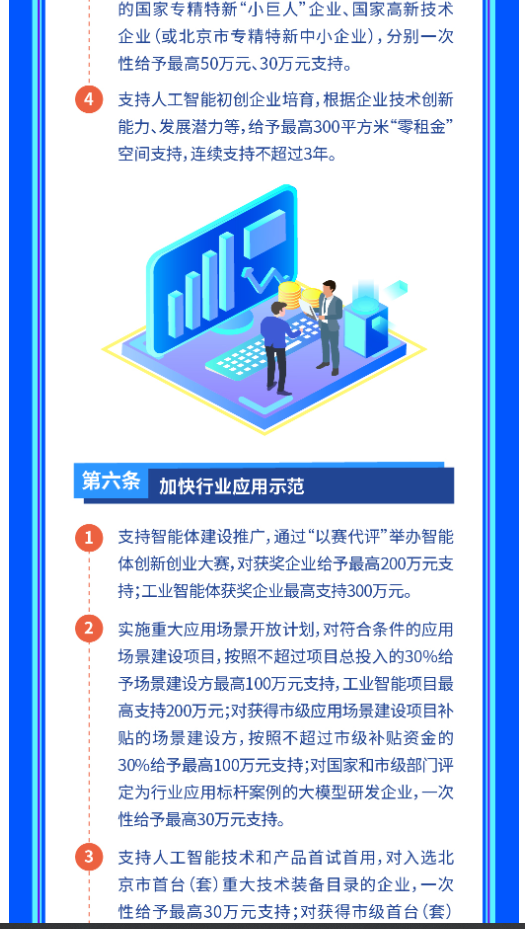 的国家专精特新“小巨人”企业、国家高新技术
企业(或北京市专精特新中小企业),分别一次
性给予最高50万元、30万元支持。
4 支持人工智能初创企业培育,根据企业技术创新
能力、发展潜力等,给予最高300平方米“零租金”
空间支持,连续支持不超过3年。
第六条 加快行业应用示范
1 支持智能体建设推广,通过“以赛代评”举办智能
体创新创业大赛,对获奖企业给予最高200万元支
持;工业智能体获奖企业最高支持300万元。
2 实施重大应用场景开放计划,对符合条件的应用
场景建设项目,按照不超过项目总投入的30%给
予场景建设方最高100万元支持,工业智能项目最
高支持200万元;对获得市级应用场景建设项目补
贴的场景建设方,按照不超过市级补贴资金的
30%给予最高100万元支持;对国家和市级部门评
定为行业应用标杆案例的大模型研发企业,一次
性给予最高30万元支持。
3 支持人工智能技术和产品首试首用,对入选北
京市首台(套)重大技术装备目录的企业,一次
性给予最高30万元支持;对获得市级首台(套)